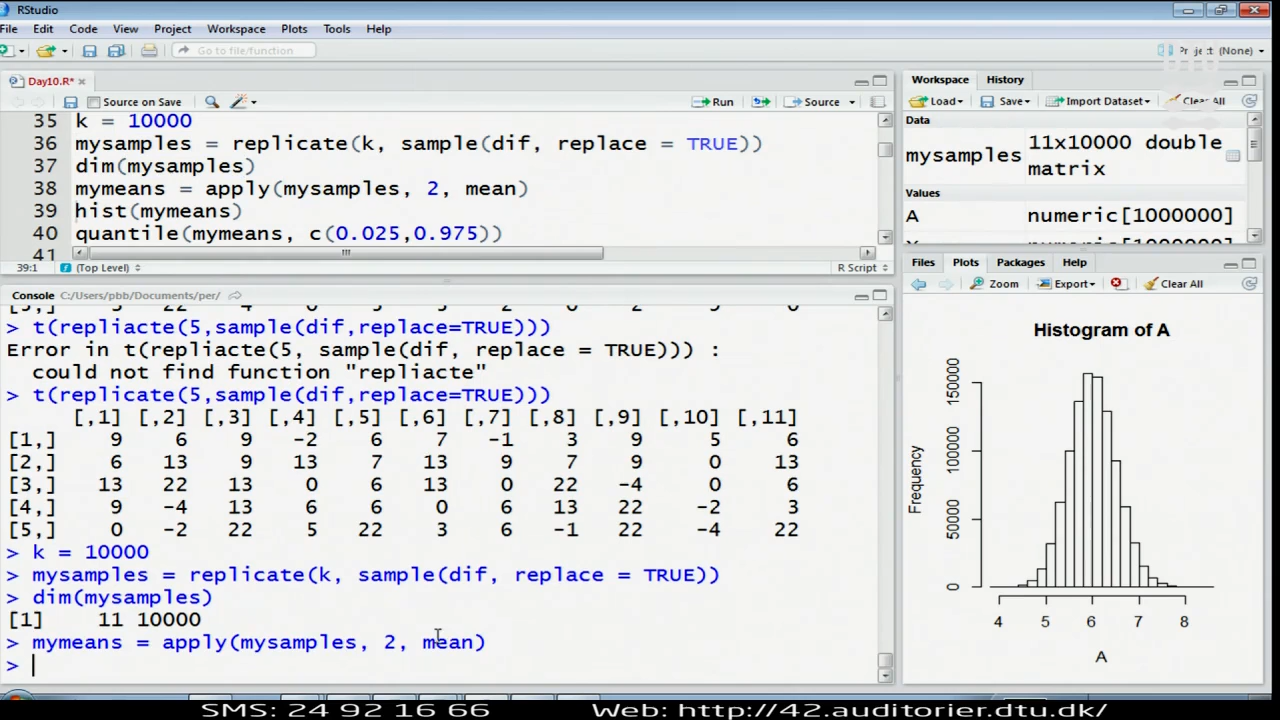 RStudio
File Edit Code View Project Workspace Plots Tools Help
Go to file/function
(None)
Day10.R*
Source on Save
Run
Source
35 k = 10000
36 mysamples = replicate(k, sample(dif, replace = TRUE))
37 dim(mysamples)
38 mymeans = apply(mysamples, 2, mean)
39 hist(mymeans)
40 quantile(mymeans, c(0.025,0.975))
41
39:1 (Top Level) R Script
Console C:/Users/pbb/Documents/per/
> t(repliacte(5,sample(dif,replace=TRUE)))
Error in t(repliacte(5, sample(dif, replace = TRUE))) :
could not find function "repliacte"
> t(replicate(5,sample(dif,replace=TRUE)))
[,1] [,2] [,3] [,4] [,5] [,6] [,7] [,8] [,9] [,10] [,11]
[1,] 9 6 9 -2 6 7 -1 3 9 5 6
[2,] 6 13 9 13 7 13 9 7 9 0 13
[3,] 13 22 13 0 6 13 0 22 -4 0 6
[4,] 9 -4 13 6 6 0 6 13 22 -2 3
[5,] 0 -2 22 5 22 3 6 -1 22 -4 22
> k = 10000
> mysamples = replicate(k, sample(dif, replace = TRUE))
> dim(mysamples)
[1] 11 10000
> mymeans = apply(mysamples, 2, mean)
>
Workspace History
Load Save Import Dataset Clear All
Data
mysamples 11x10000 double
matrix
Values
A numeric[1000000]
Files Plots Packages Help
Zoom Export Clear All
Histogram of A
Frequency
0 50000 100000 150000
4 5 6 7 8
A
SMS: 24 92 16 66 Web: http://42.auditorier.dtu.dk/